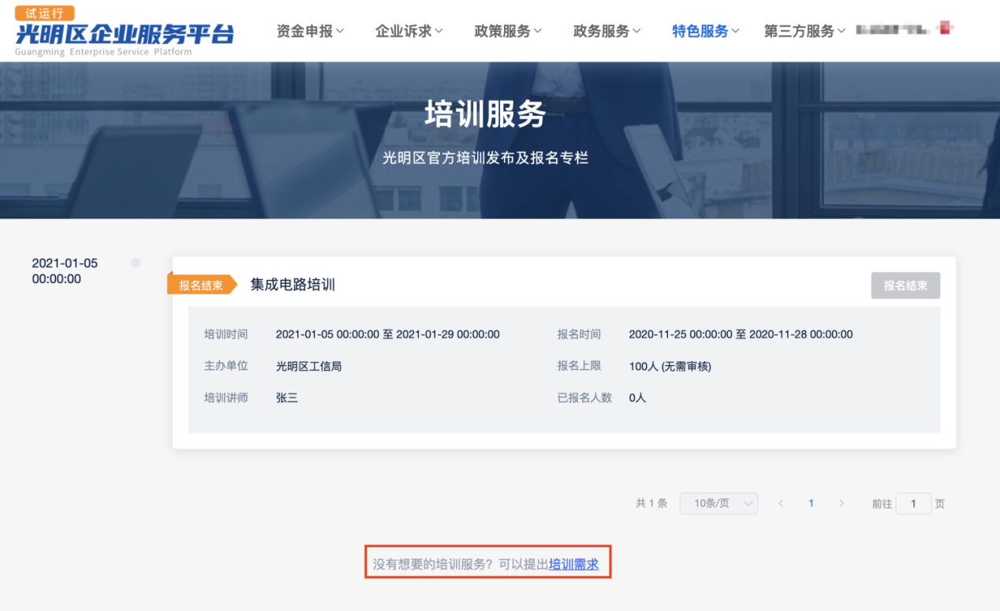 试运行
光明区企业服务平台
Guangming Enterprise Service Platform
资金申报 企业诉求 政策服务 政务服务 特色服务 第三方服务
培训服务
光明区官方培训发布及报名专栏
2021-01-05
00:00:00
报名结束 集成电路培训 报名结束
培训时间 2021-01-05 00:00:00 至 2021-01-29 00:00:00 报名时间 2020-11-25 00:00:00 至 2020-11-28 00:00:00
主办单位 光明区工信局 报名上限 100人 (无需审核)
培训讲师 张三 已报名人数 0人
共 1 条 10条/页 1 前往 1 页
没有想要的培训服务？可以提出培训需求